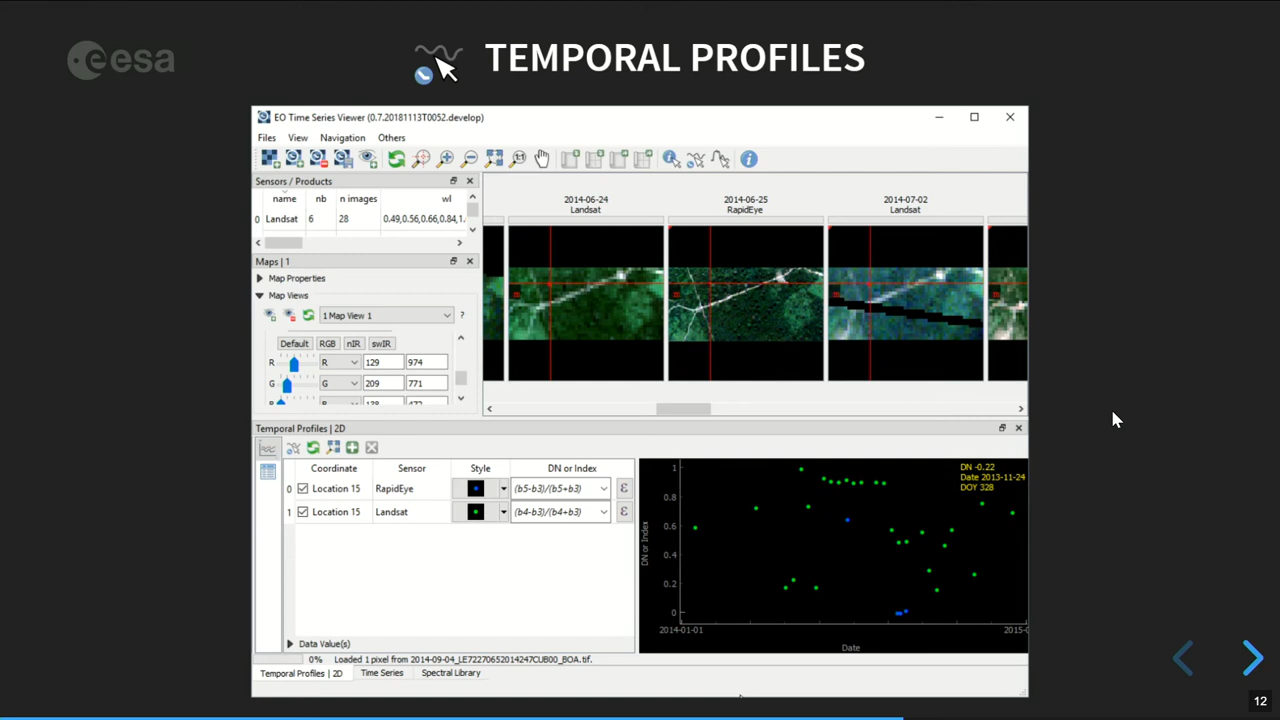 esa
TEMPORAL PROFILES
EO Time Series Viewer (0.7.20181113T0052.develop)
Files View Navigation Others
Sensors / Products
name nb n images wl
0 Landsat 6 28 0.49,0.56,0.66,0.84,1.
Maps | 1
Map Properties
Map Views
1 Map View 1 ?
Default RGB nIR swIR
R R 129 974
G G 209 771
2014-06-24
Landsat
2014-06-25
RapidEye
2014-07-02
Landsat
Temporal Profiles | 2D
Coordinate Sensor Style DN or Index
0 Location 15 RapidEye (b5-b3)/(b5+b3) ε
1 Location 15 Landsat (b4-b3)/(b4+b3) ε
DN -0.22
Date 2013-11-24
DOY 328
1
0.8
0.6
0.4
0.2
0
DN or Index
2014-01-01 2015-0
Date
Data Value(s)
0% Loaded 1 pixel from 2014-09-04_LE72270652014247CUB00_BOA.tif.
Temporal Profiles | 2D Time Series Spectral Library
12